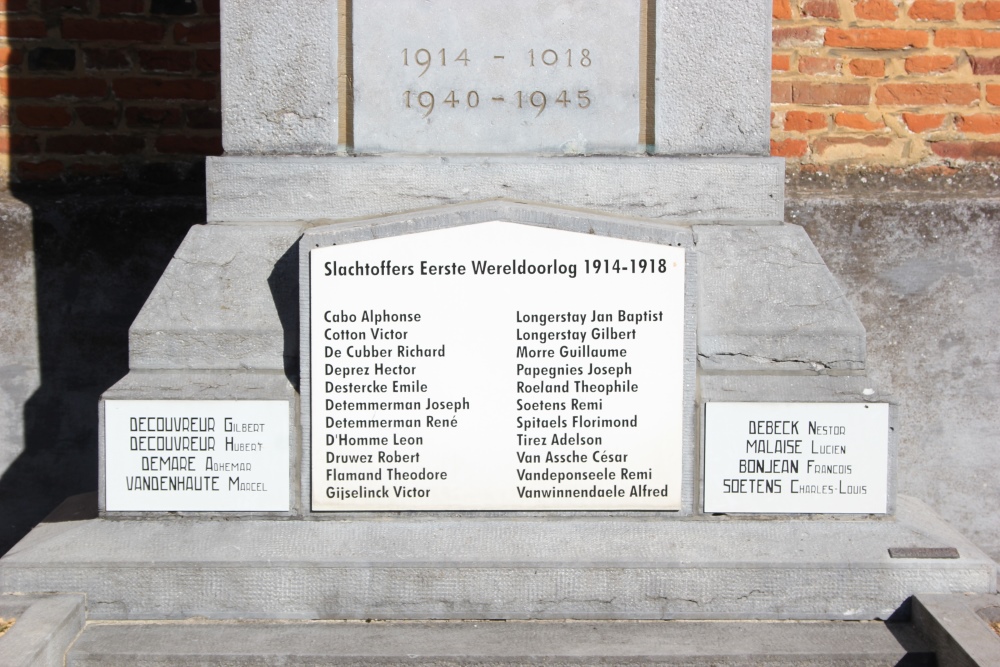 1914 - 1018
1940 - 1945
Slachtoffers Eerste Wereldoorlog 1914-1918
Cabo Alphonse
Cotton Victor
De Cubber Richard
Deprez Hector
Destercke Emile
Detemmerman Joseph
Detemmerman René
D'Homme Leon
Druwez Robert
Flamand Theodore
Gijselinck Victor
Longerstay Jan Baptist
Longerstay Gilbert
Morre Guillaume
Papegnies Joseph
Roeland Theophile
Soetens Remi
Spitaels Florimond
Tirez Adelson
Van Assche César
Vandeponseele Remi
Vanwinnendaele Alfred
DECOUVREUR GILBERT
DECOUVREUR HUBERT
DEMARE ADHEMAR
VANDENHAUTE MARCEL
DEBECK NESTOR
MALAISE LUCIEN
BONJEAN FRANCOIS
SOETENS CHARLES-LOUIS